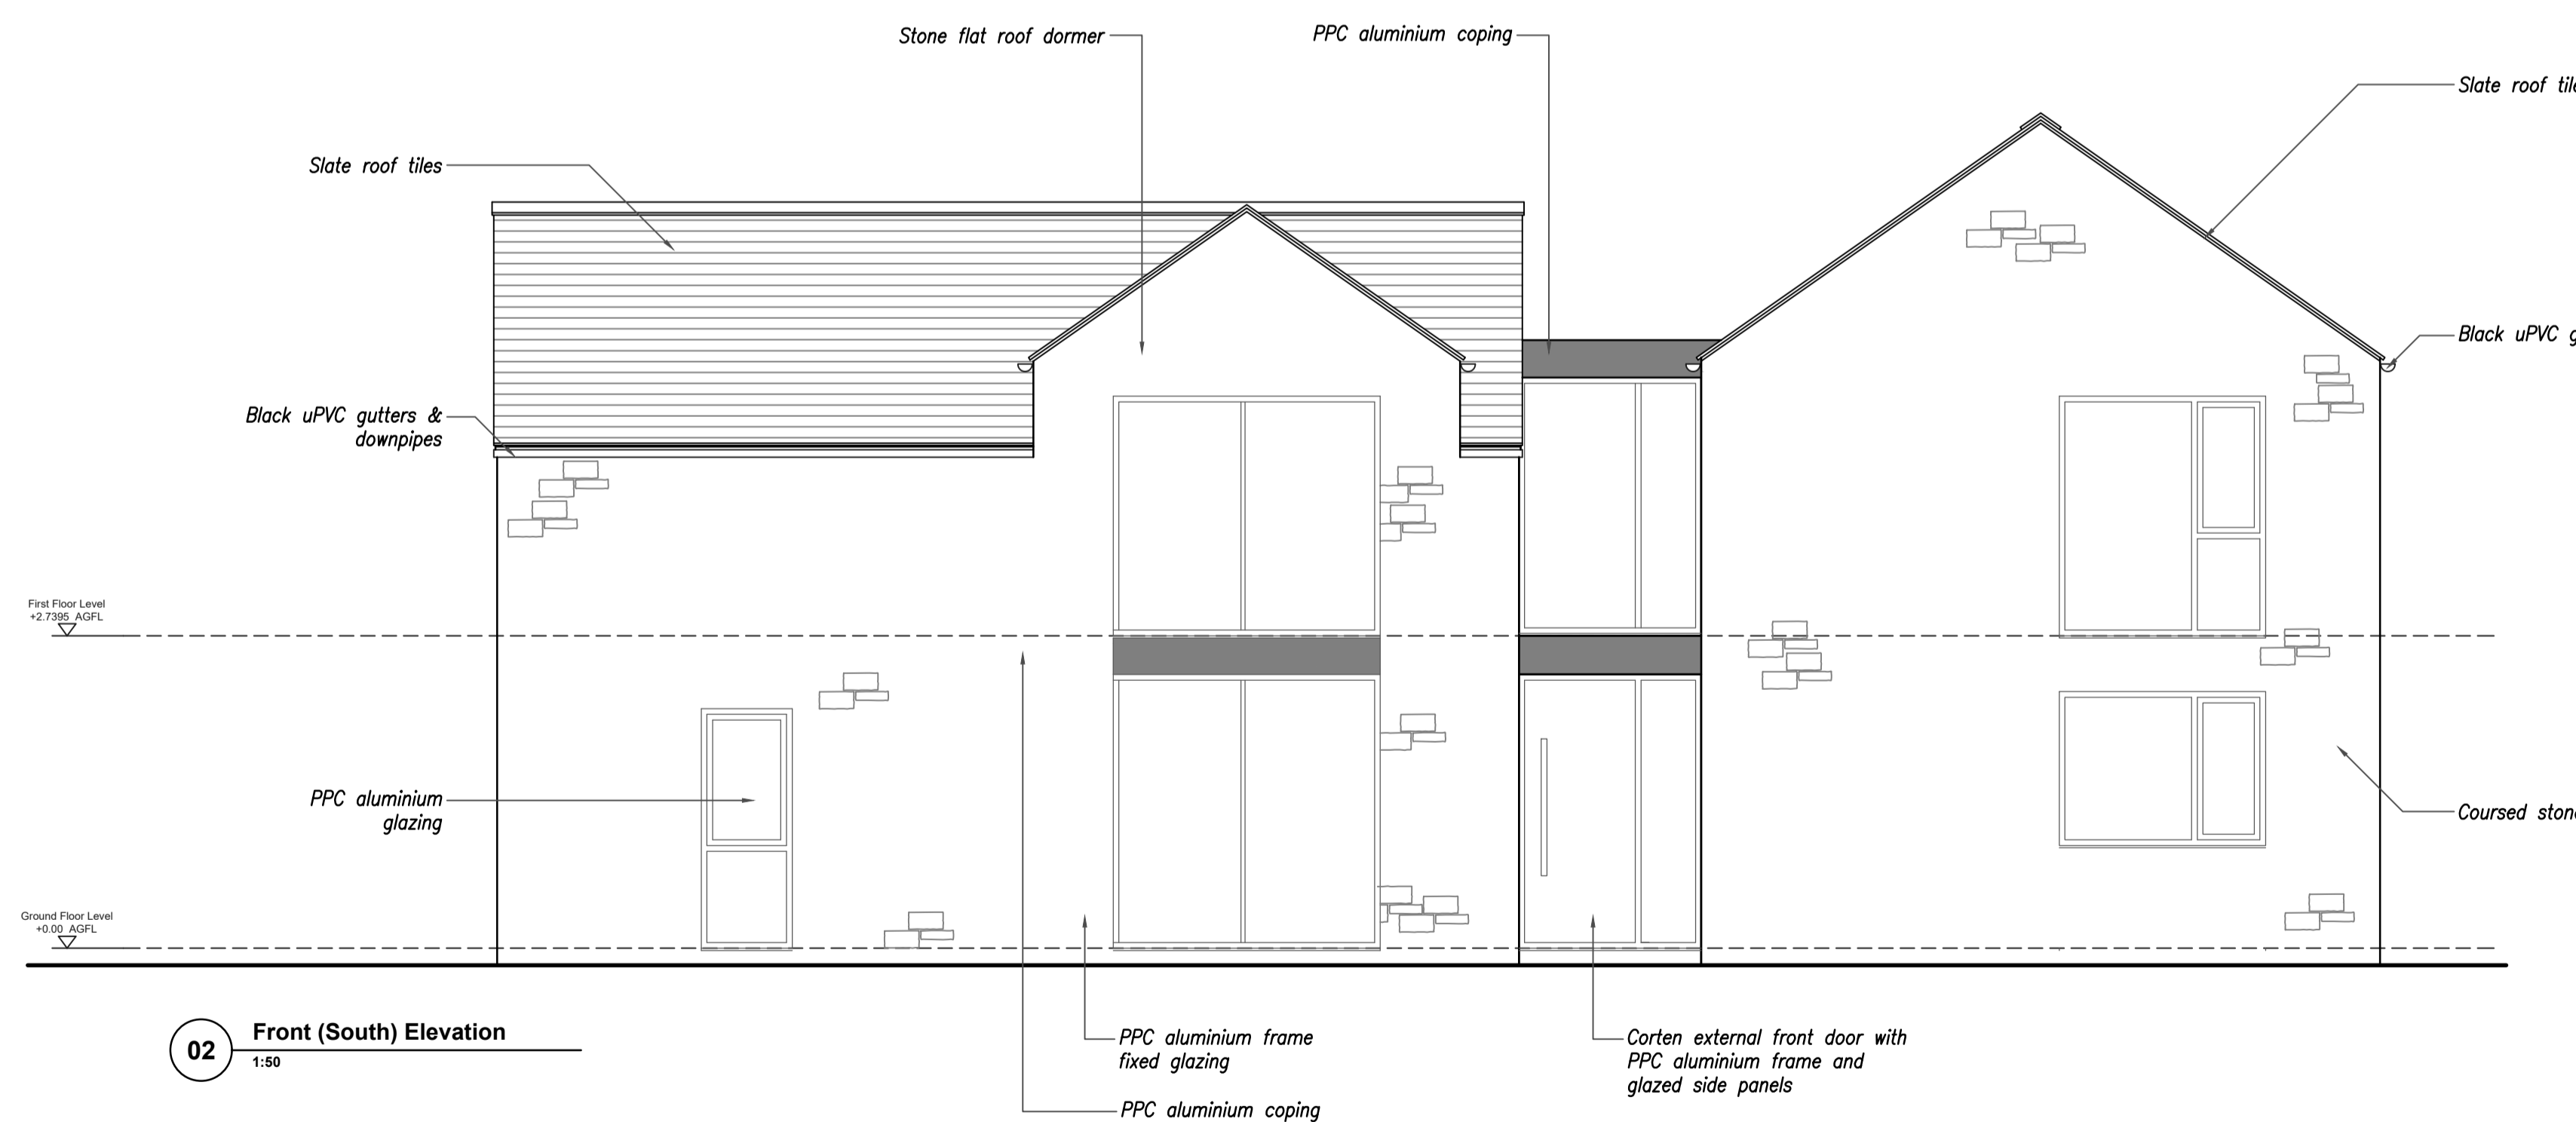 Stone flat roof dormer
PPC aluminium coping
Slate roof
Slate roof tiles
Black uPVC
Black uPVC gutters &
downpipes
First Floor Level
+2.7395 AGFL
PPC aluminium
glazing
Coursed
Ground Floor Level
+0.00 AGFL
02
Front (South) Elevation
1:50
PPC aluminium frame
fixed glazing
Corten external front door with
PPC aluminium frame and
glazed side panels
PPC aluminium coping